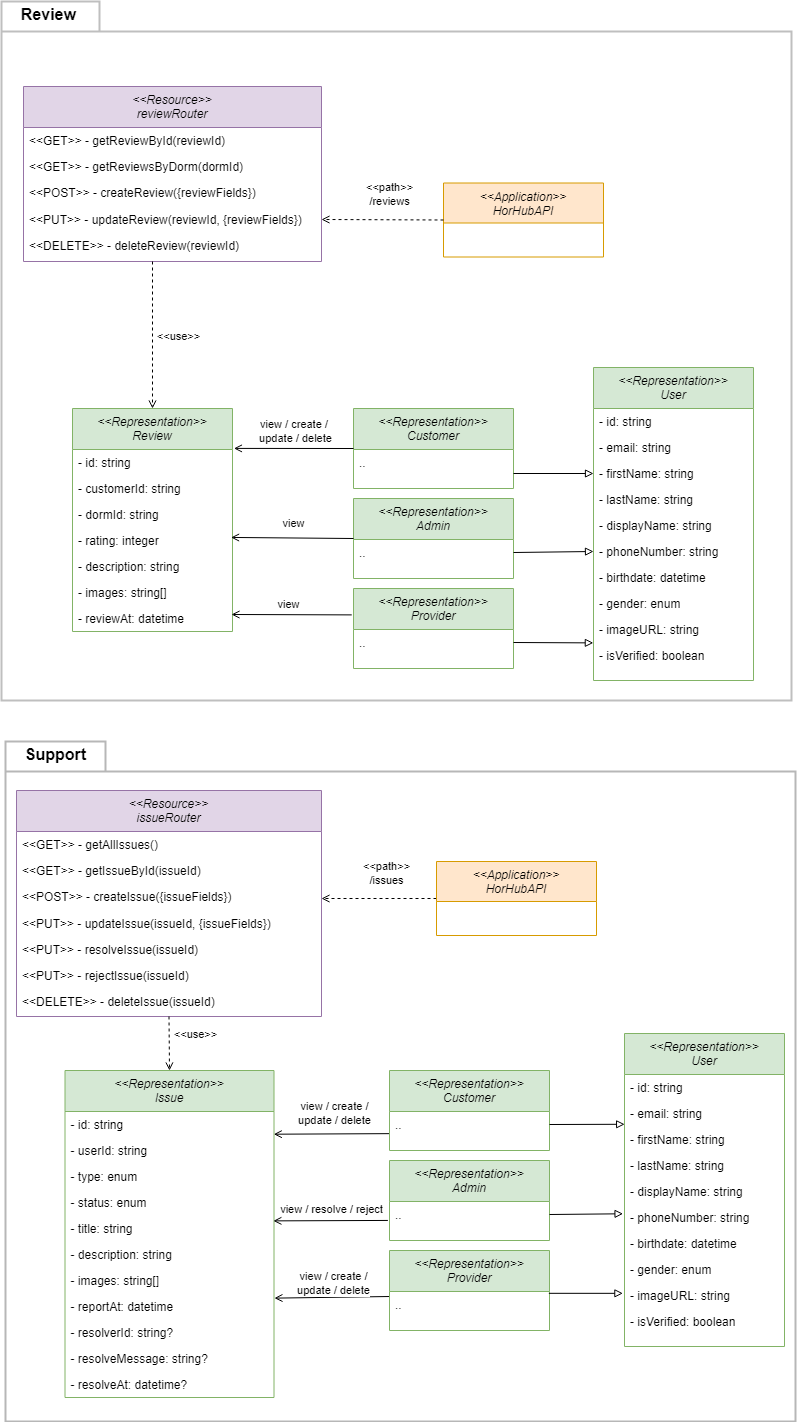 Review
<<Resource>>
reviewRouter
<<GET>> - getReviewById(reviewId)
<<GET>> - getReviewsByDorm(dormId)
<<POST>> - createReview({reviewFields})
<<PUT>> - updateReview(reviewId, {reviewFields})
<<DELETE>> - deleteReview(reviewId)
<<path>>
/reviews
<<Application>>
HorHubAPI
<<use>>
<<Representation>>
Review
- id: string
- customerId: string
- dormId: string
- rating: integer
- description: string
- images: string[]
- reviewAt: datetime
view / create /
update / delete
view
view
<<Representation>>
Customer
..
<<Representation>>
Admin
..
<<Representation>>
Provider
..
<<Representation>>
User
- id: string
- email: string
- firstName: string
- lastName: string
- displayName: string
- phoneNumber: string
- birthdate: datetime
- gender: enum
- imageURL: string
- isVerified: boolean
Support
<<Resource>>
issueRouter
<<GET>> - getAllIssues()
<<GET>> - getIssueById(issueId)
<<POST>> - createIssue({issueFields})
<<PUT>> - updateIssue(issueId, {issueFields})
<<PUT>> - resolveIssue(issueId)
<<PUT>> - rejectIssue(issueId)
<<DELETE>> - deleteIssue(issueId)
<<path>>
/issues
<<Application>>
HorHubAPI
<<use>>
<<Representation>>
Issue
- id: string
- userId: string
- type: enum
- status: enum
- title: string
- description: string
- images: string[]
- reportAt: datetime
- resolverId: string?
- resolveMessage: string?
- resolveAt: datetime?
view / create /
update / delete
view / resolve / reject
view / create /
update / delete
<<Representation>>
Customer
..
<<Representation>>
Admin
..
<<Representation>>
Provider
..
<<Representation>>
User
- id: string
- email: string
- firstName: string
- lastName: string
- displayName: string
- phoneNumber: string
- birthdate: datetime
- gender: enum
- imageURL: string
- isVerified: boolean